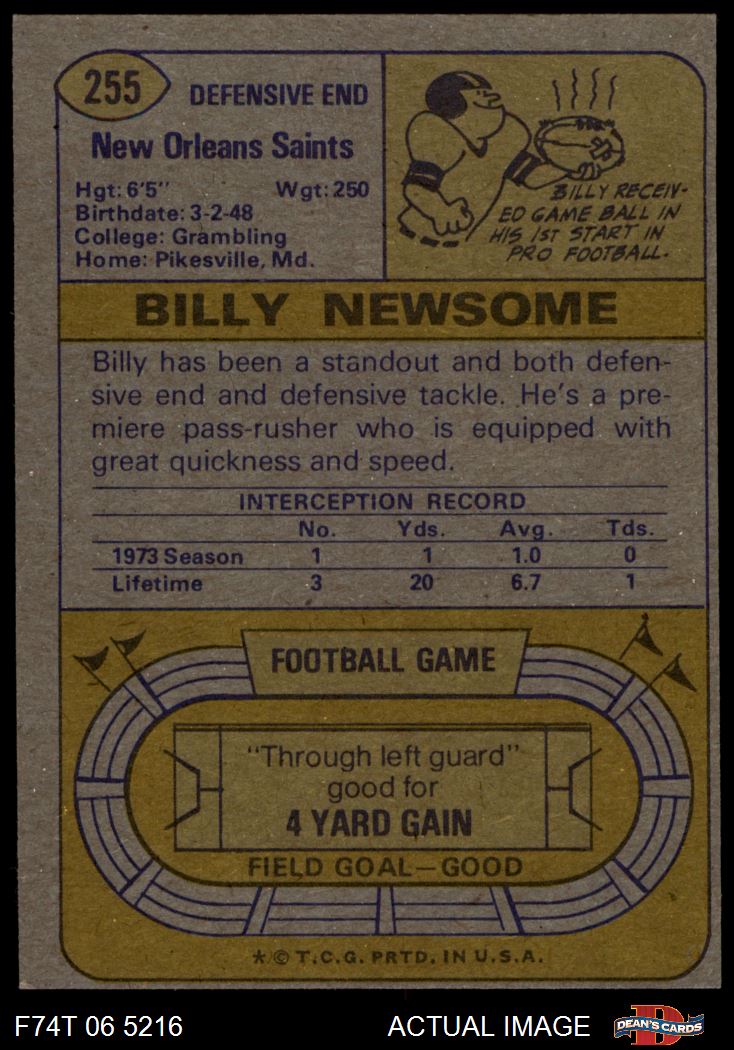 255
DEFENSIVE END
New Orleans Saints
Hgt: 6'5" Wgt: 250
Birthdate: 3-2-48
College: Grambling
Home: Pikesville, Md.
BILLY RECEIV-
ED GAME BALL IN
HIS 1ST START IN
PRO FOOTBALL.
BILLY NEWSOME
Billy has been a standout and both defen-
sive end and defensive tackle. He's a pre-
miere pass-rusher who is equipped with
great quickness and speed.
INTERCEPTION RECORD
No. Yds. Avg. Tds.
1973 Season 1 1 1.0 0
Lifetime 3 20 6.7 1
FOOTBALL GAME
"Through left guard"
good for
4 YARD GAIN
FIELD GOAL—GOOD
* © T.C.G. PRTD. IN U.S.A.
F74T 06 5216 ACTUAL IMAGE
D
DEAN'S CARDS